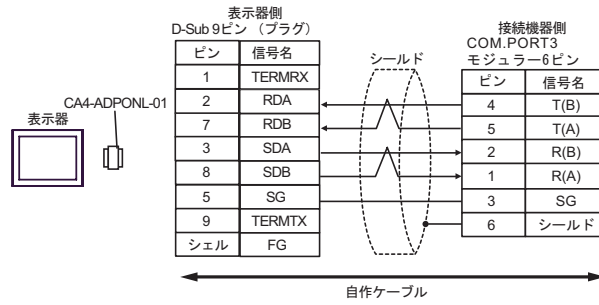 表示器側
D-Sub 9ピン （プラグ）
ピン 信号名
1 TERMRX
2 RDA
7 RDB
3 SDA
8 SDB
5 SG
9 TERMTX
シェル FG
シールド
接続機器側
COM.PORT3
モジュラー6ピン
ピン 信号名
4 T(B)
5 T(A)
2 R(B)
1 R(A)
3 SG
6 シールド
CA4-ADPONL-01
表示器
自作ケーブル